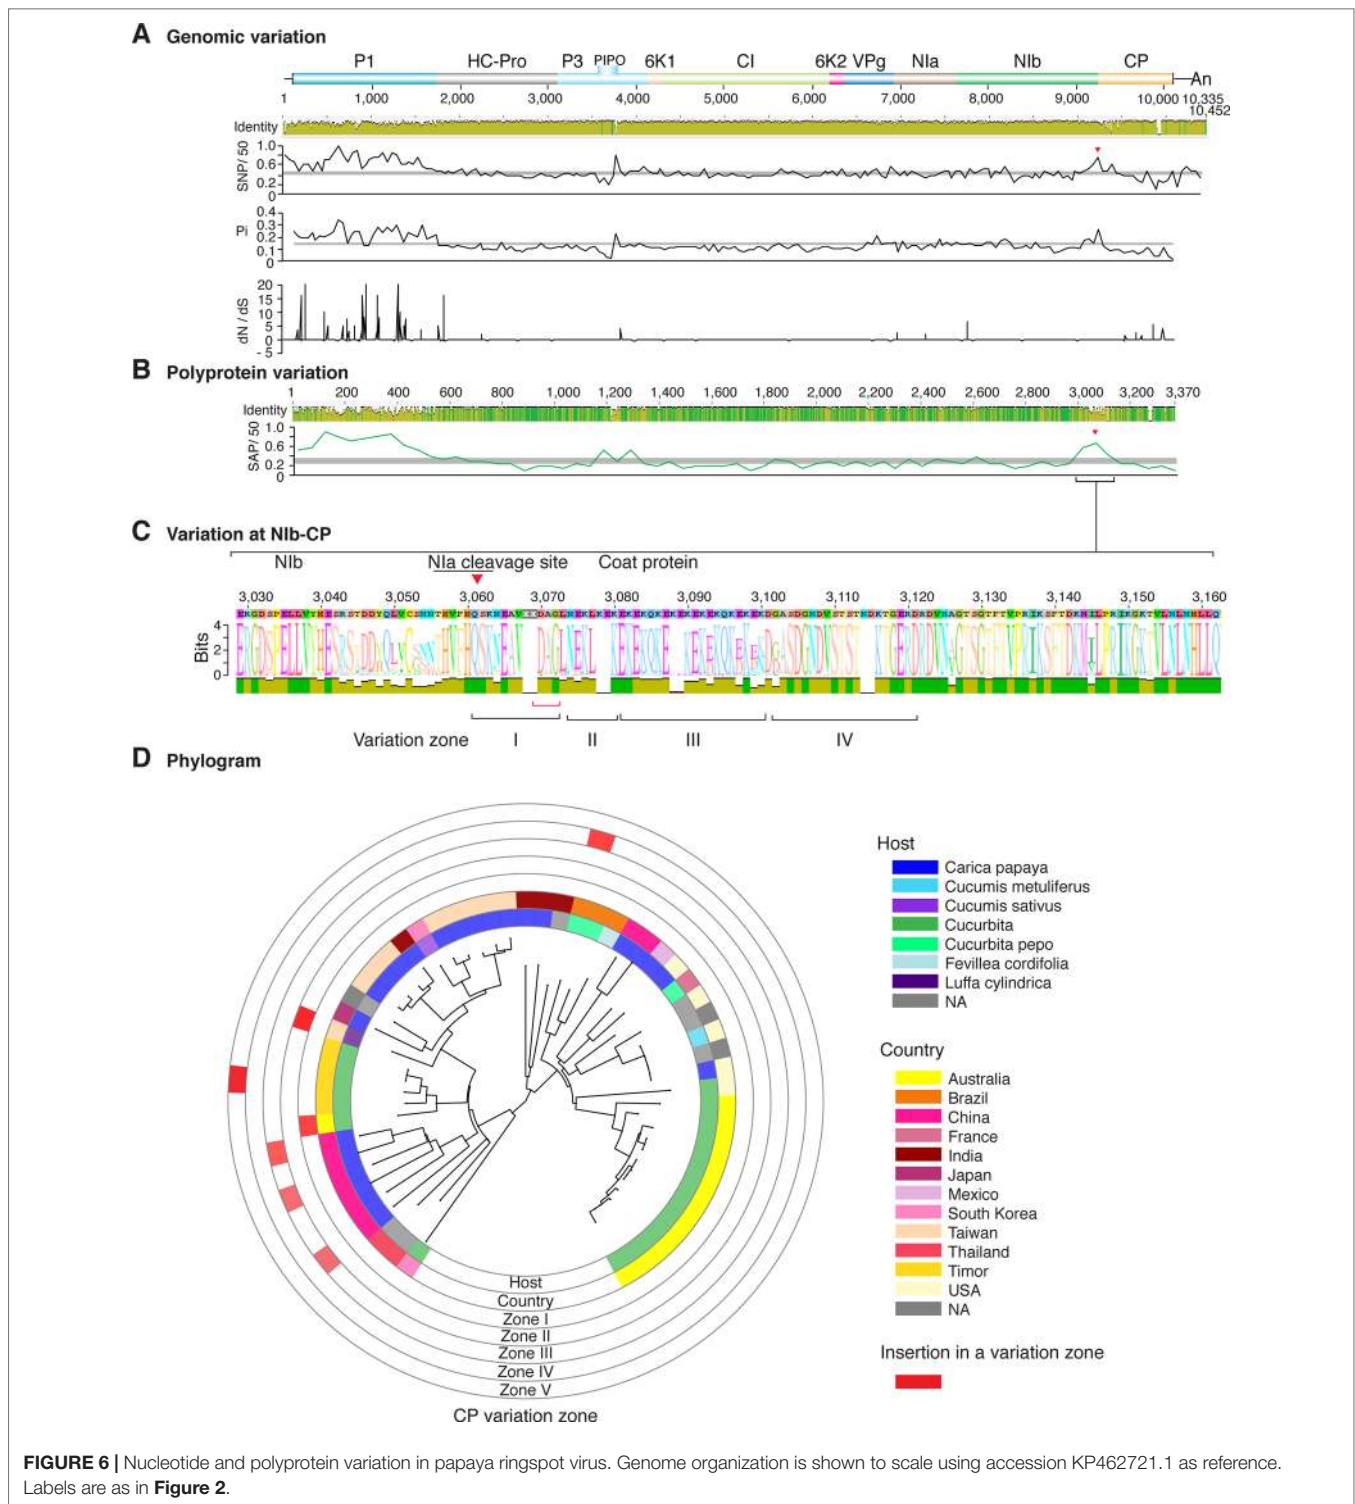 A Genomic variation
P1 HC-Pro P3 PIPO 6K1 CI 6K2 VPg NIa NIb CP
An
1 1,000 2,000 3,000 4,000 5,000 6,000 7,000 8,000 9,000 10,000 10,335
10,452
Identity
SNP/ 50
1.0
0.6
0.2
0
Pi
0.4
0.3
0.2
0.1
0
dN / dS
20
15
10
5
0
- 5
B Polyprotein variation
1 200 400 600 800 1,000 1,200 1,400 1,600 1,800 2,000 2,200 2,400 2,600 2,800 3,000 3,200 3,370
Identity
SAP/ 50
1.0
0.6
0.2
0
C Variation at NIb-CP
NIb NIa cleavage site Coat protein
3,030 3,040 3,050 3,060 3,070 3,080 3,090 3,100 3,110 3,120 3,130 3,140 3,150 3,160
Bits
4
2
0
Variation zone I II III IV
D Phylogram
Host
Carica papaya
Cucumis metuliferus
Cucumis sativus
Cucurbita
Cucurbita pepo
Fevillea cordifolia
Luffa cylindrica
NA
Country
Australia
Brazil
China
France
India
Japan
Mexico
South Korea
Taiwan
Thailand
Timor
USA
NA
Insertion in a variation zone
Host
Country
Zone I
Zone II
Zone III
Zone IV
Zone V
CP variation zone
FIGURE 6 | Nucleotide and polyprotein variation in papaya ringspot virus. Genome organization is shown to scale using accession KP462721.1 as reference.
Labels are as in Figure 2.